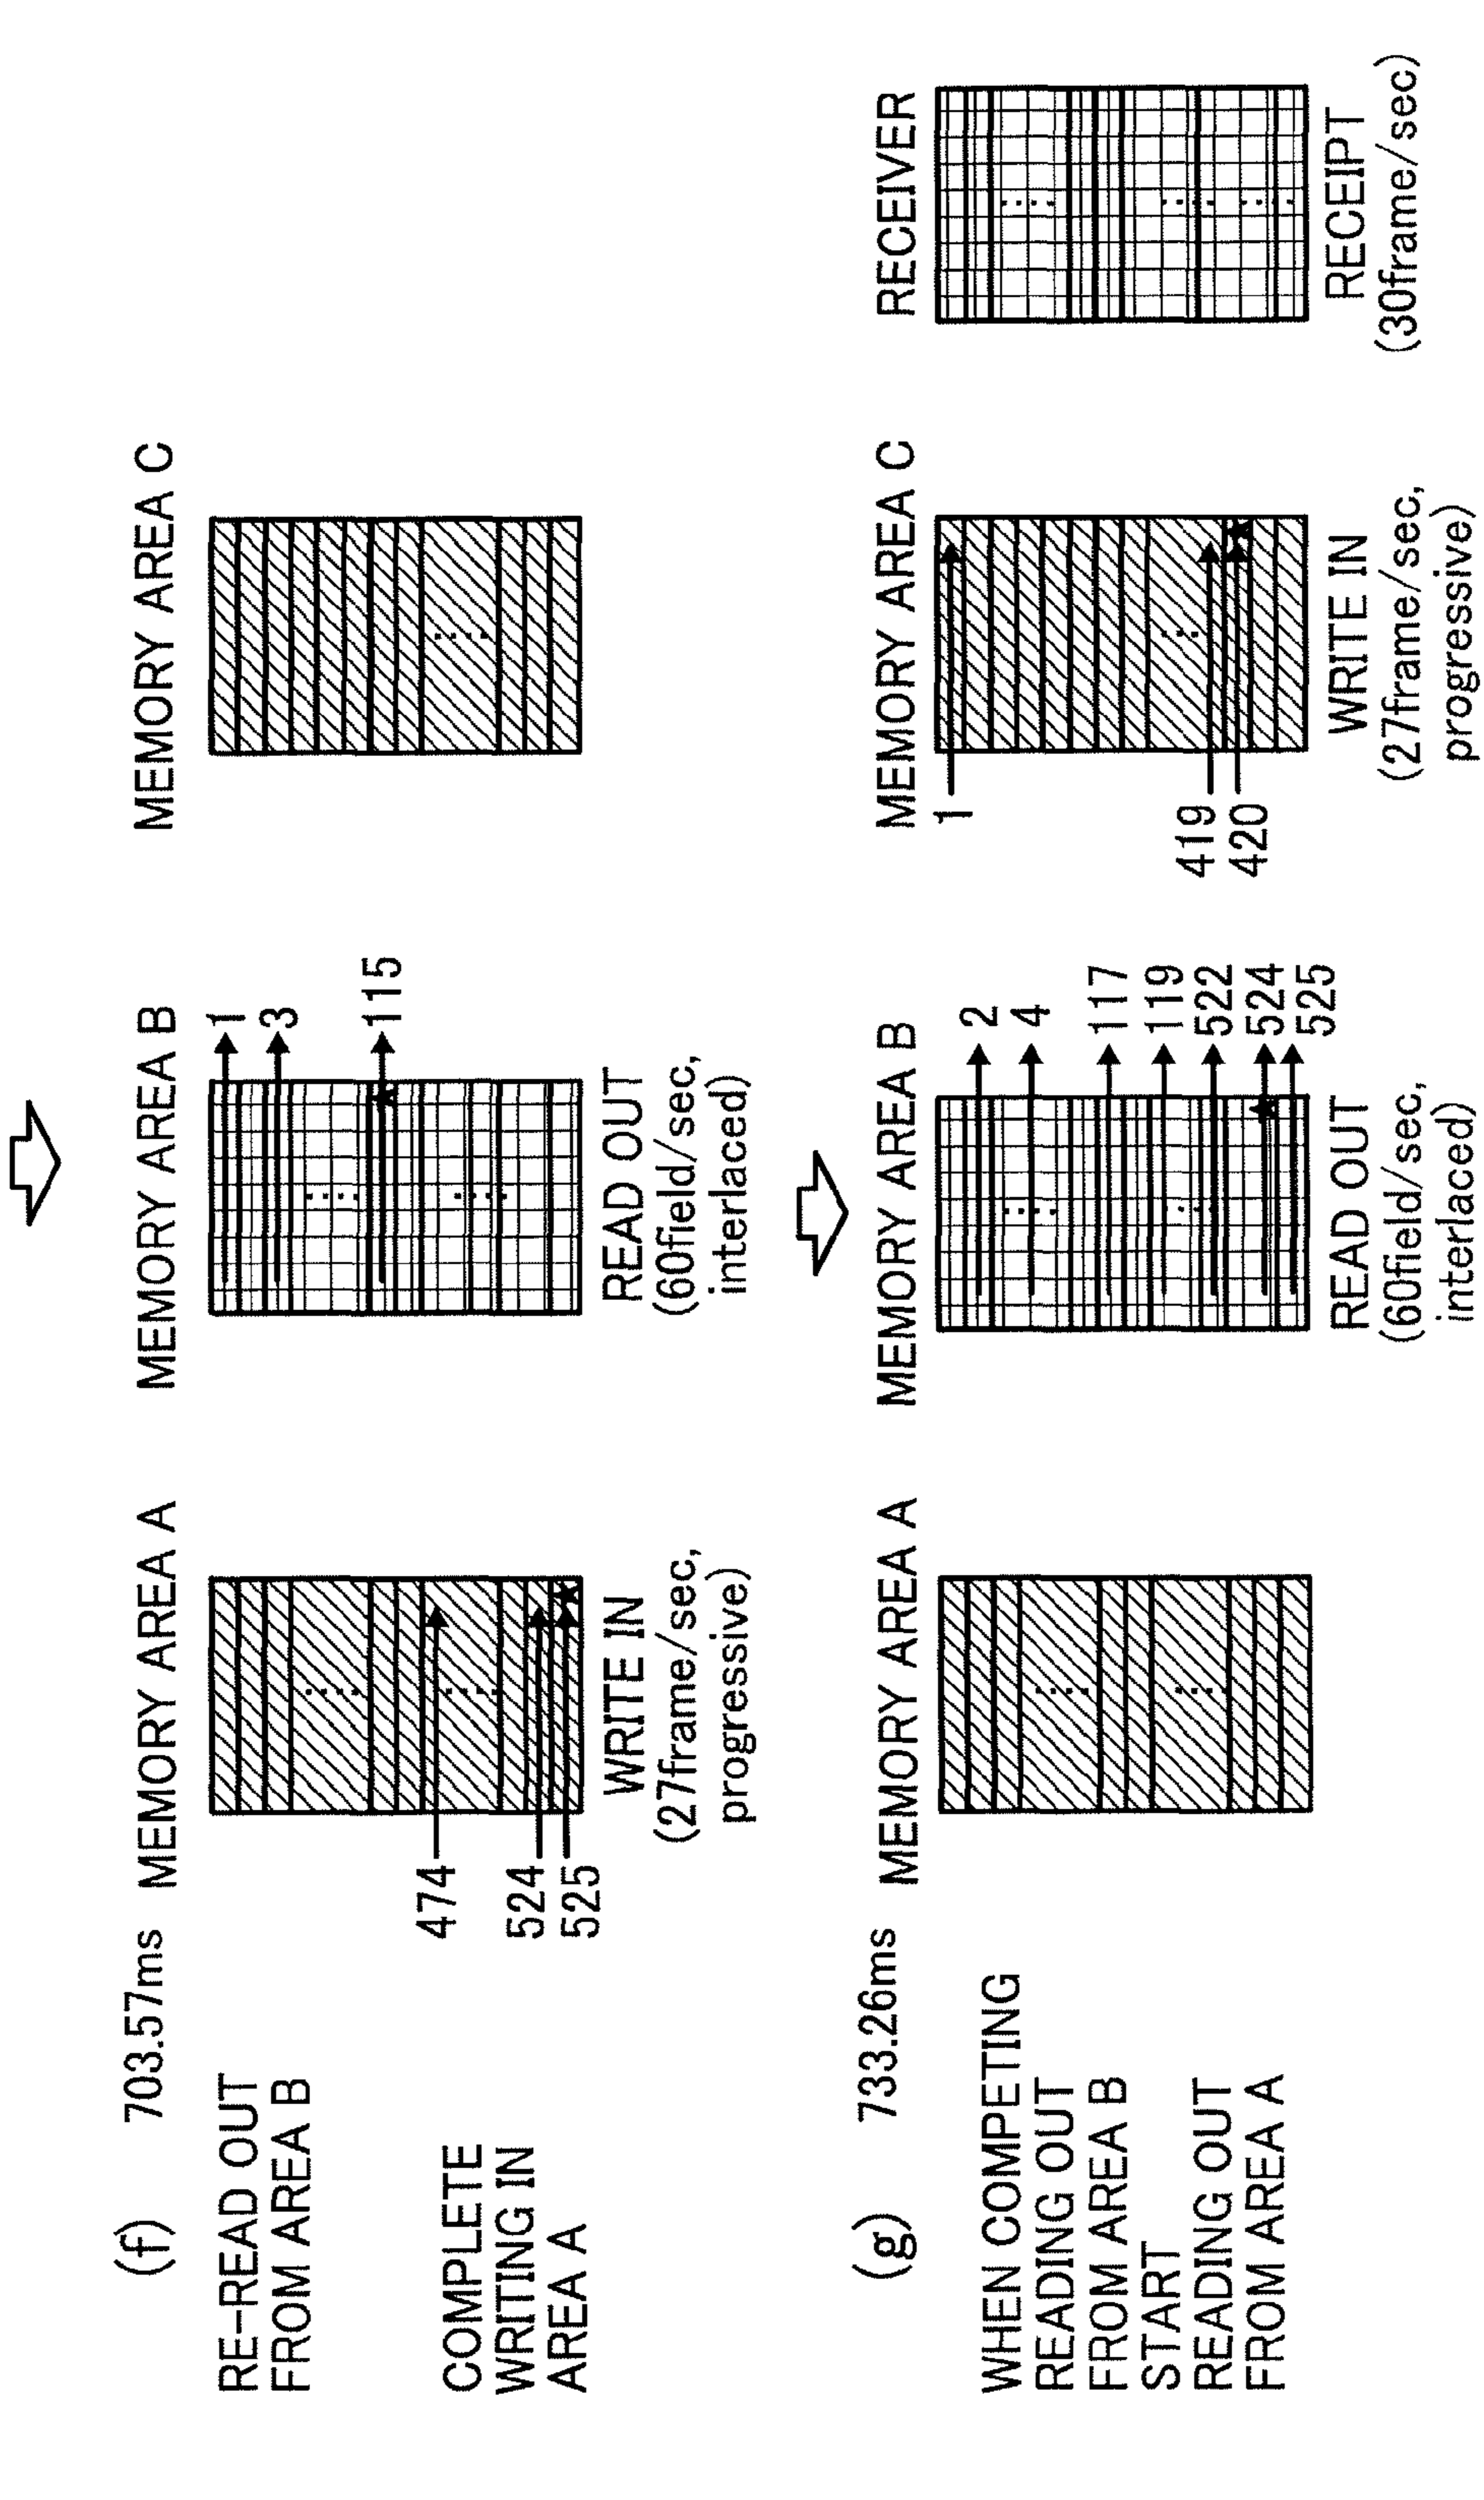 (f) 703.57ms
RE-READ OUT
FROM AREA B
COMPLETE
WRITING IN
AREA A
MEMORY AREA A
474
524
525
WRITE IN
(27frame/sec,
progressive)
MEMORY AREA B
1
3
115
READ OUT
(60field/sec,
interlaced)
MEMORY AREA C
(g) 733.26ms
WHEN COMPETING
READING OUT
FROM AREA B
START
READING OUT
FROM AREA A
MEMORY AREA A
MEMORY AREA B
2
4
117
119
522
524
525
READ OUT
(60field/sec,
interlaced)
MEMORY AREA C
1
419
420
WRITE IN
(27frame/sec,
progressive)
RECEIVER
RECEIPT
(30frame/sec)